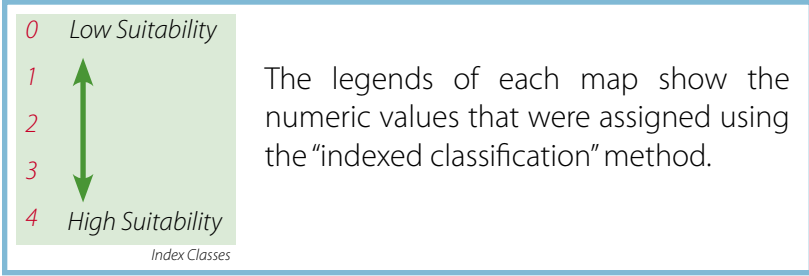 0 Low Suitability
1
2
3
4 High Suitability
Index Classes
The legends of each map show the
numeric values that were assigned using
the “indexed classification” method.